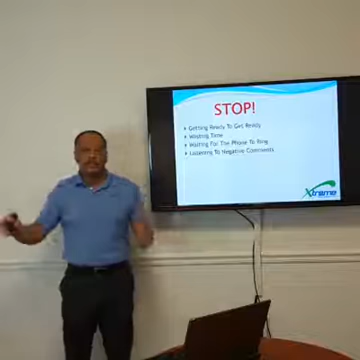 STOP!
Getting Ready To Get Ready
Wasting Time
Waiting For The Phone To Ring
Listening To Negative Comments
Xtreme